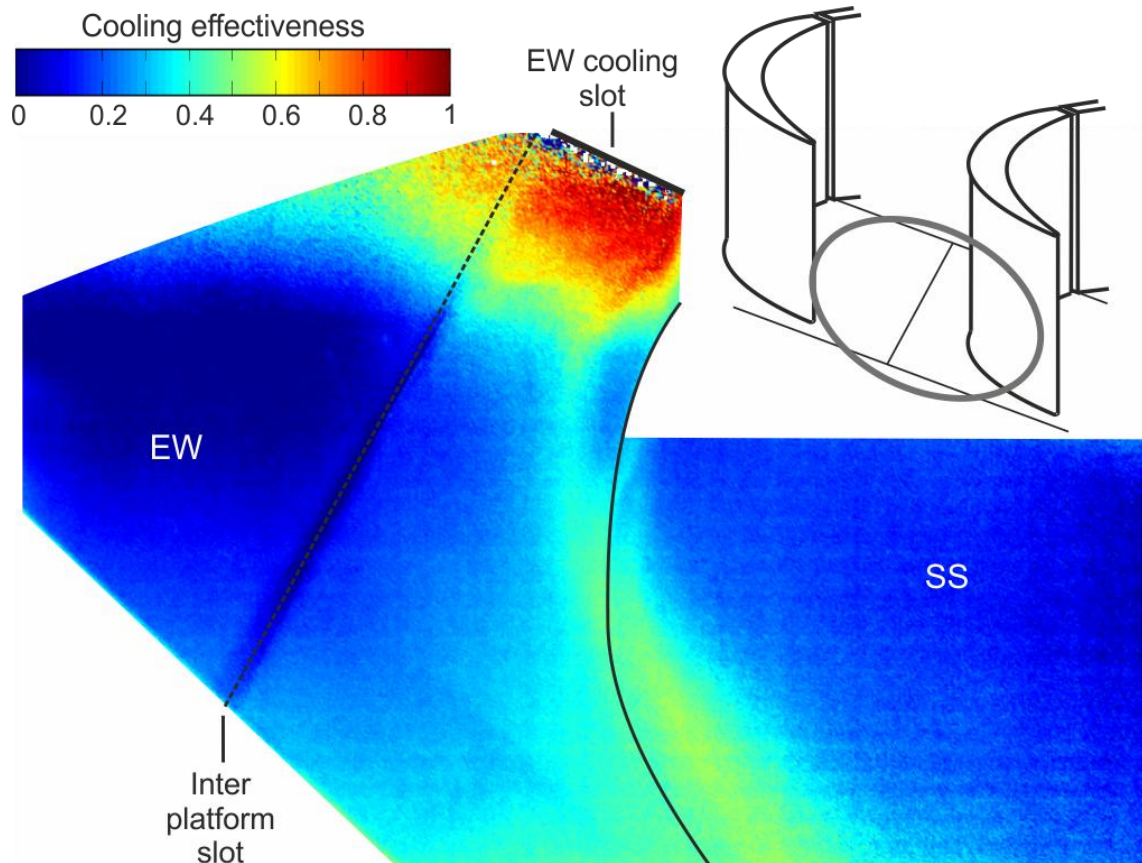 Cooling effectiveness
0 0.2 0.4 0.6 0.8 1
EW cooling
slot
EW
SS
Inter
platform
slot